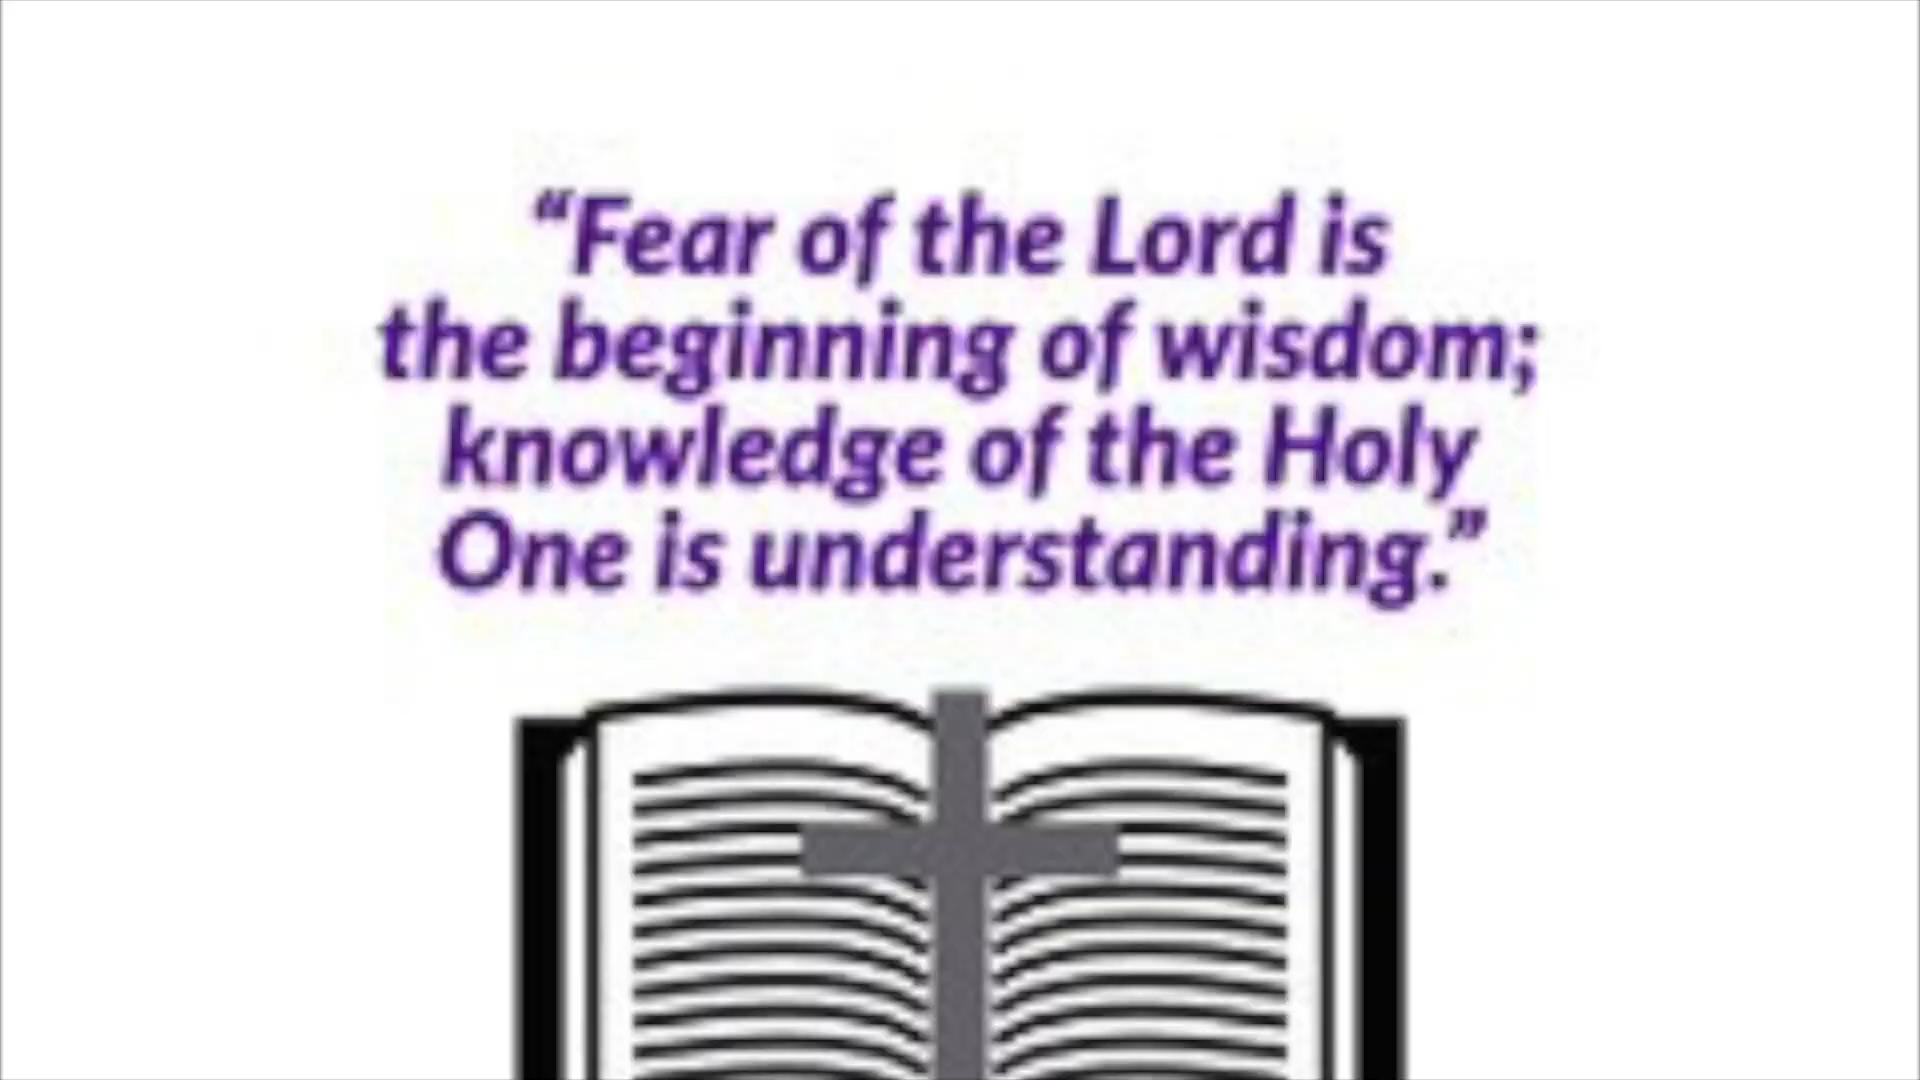 “Fear of the Lord is
the beginning of wisdom;
knowledge of the Holy
One is understanding.”